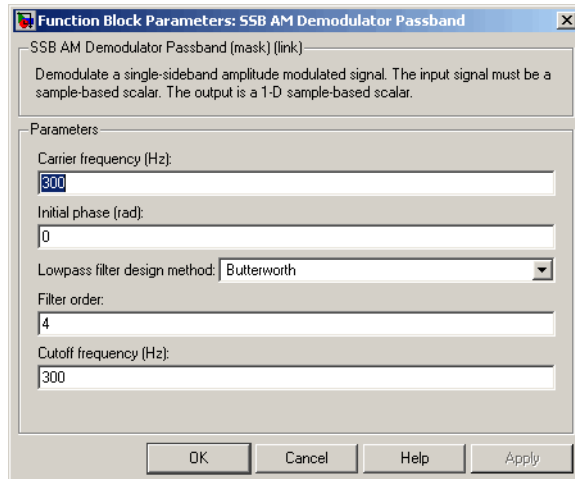 Function Block Parameters: SSB AM Demodulator Passband
SSB AM Demodulator Passband (mask) (link)
Demodulate a single-sideband amplitude modulated signal. The input signal must be a
sample-based scalar. The output is a 1-D sample-based scalar.
Parameters
Carrier frequency (Hz):
300
Initial phase (rad):
0
Lowpass filter design method: Butterworth
Filter order:
4
Cutoff frequency (Hz):
300
OK Cancel Help Apply